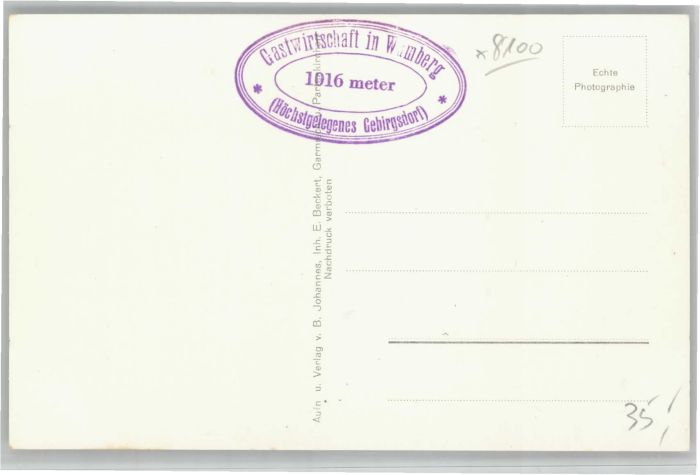 Gastwirtschaft in Wamberg
1016 meter
* (Höchstgelegenes Gebirgsdorf) *
x 8100
Echte
Photographie
Aufn u. Verlag v. B. Johannes, Inh. E. Beckert, Garmisch-Partenkirchen
Nachdruck verboten
35,